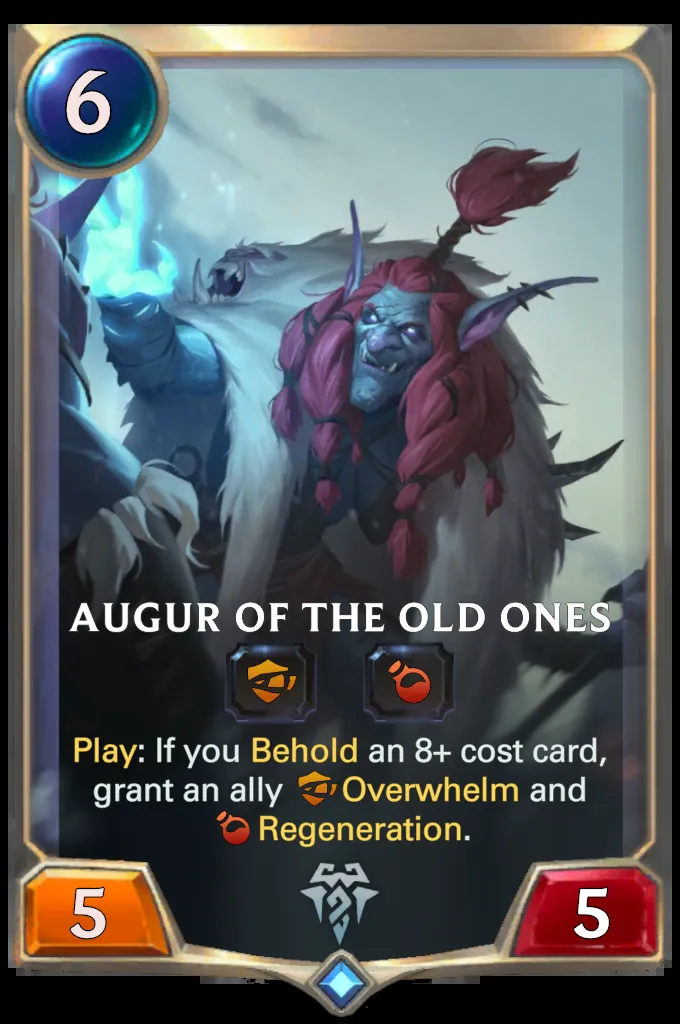 6
AUGUR OF THE OLD ONES
Play: If you Behold an 8+ cost card,
grant an ally Overwhelm and
Regeneration.
5
5